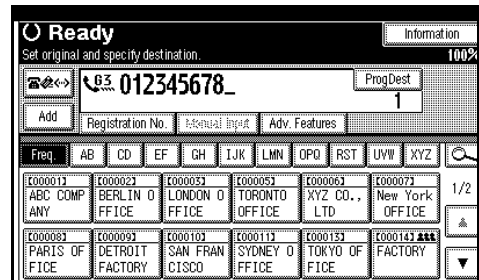 Ready
Information
Set original and specify destination.
100%
G3 012345678_
ProgDest
1
Add
Registration No.
Manual Input
Adv. Features
Freq. AB CD EF GH IJK LMN OPQ RST UVW XYZ
[00001] [00002] [00003] [00005] [00006] [00007]
ABC COMP BERLIN O LONDON O TORONTO XYZ CO., New York
ANY FFICE FFICE OFFICE LTD OFFICE
1/2
[00008] [00009] [00010] [00011] [00013] [00014]
PARIS OF DETROIT SAN FRAN SYDNEY O TOKYO OF FACTORY
FICE FACTORY CISCO FFICE FICE